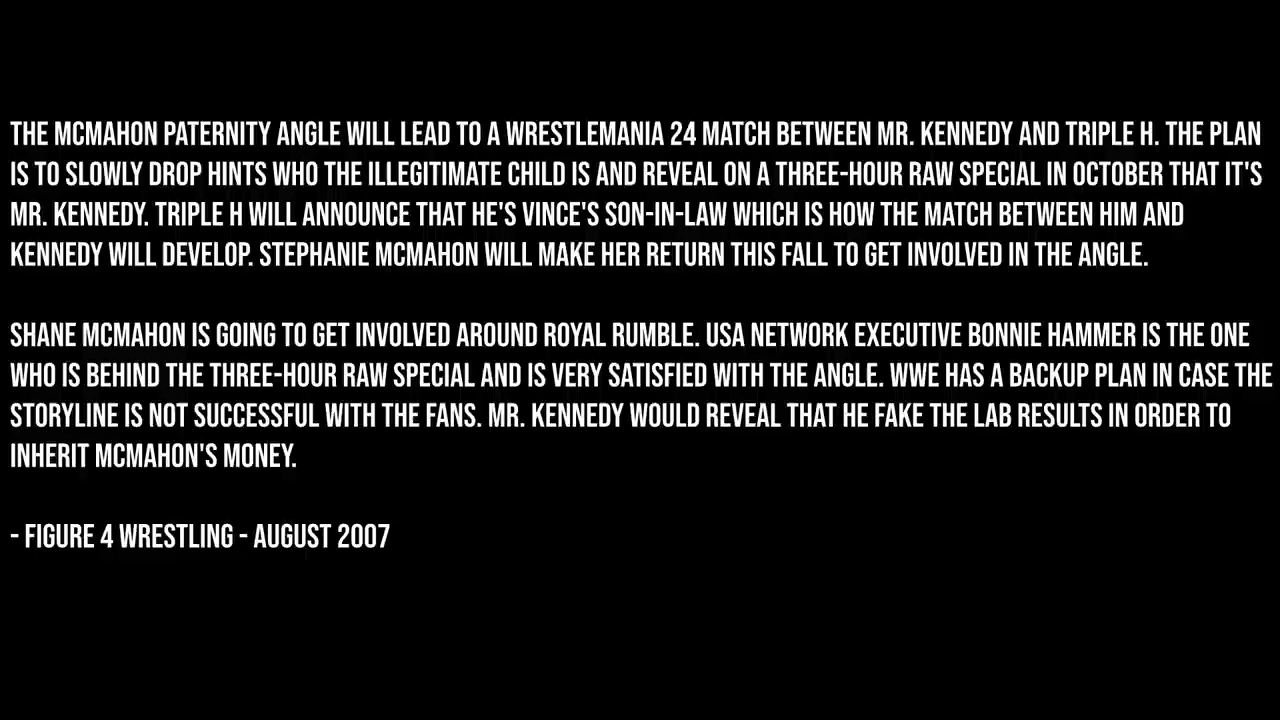 THE MCMAHON PATERNITY ANGLE WILL LEAD TO A WRESTLEMANIA 24 MATCH BETWEEN MR. KENNEDY AND TRIPLE H. THE PLAN
IS TO SLOWLY DROP HINTS WHO THE ILLEGITIMATE CHILD IS AND REVEAL ON A THREE-HOUR RAW SPECIAL IN OCTOBER THAT IT'S
MR. KENNEDY. TRIPLE H WILL ANNOUNCE THAT HE'S VINCE'S SON-IN-LAW WHICH IS HOW THE MATCH BETWEEN HIM AND
KENNEDY WILL DEVELOP. STEPHANIE MCMAHON WILL MAKE HER RETURN THIS FALL TO GET INVOLVED IN THE ANGLE.
SHANE MCMAHON IS GOING TO GET INVOLVED AROUND ROYAL RUMBLE. USA NETWORK EXECUTIVE BONNIE HAMMER IS THE ONE
WHO IS BEHIND THE THREE-HOUR RAW SPECIAL AND IS VERY SATISFIED WITH THE ANGLE. WWE HAS A BACKUP PLAN IN CASE THE
STORYLINE IS NOT SUCCESSFUL WITH THE FANS. MR. KENNEDY WOULD REVEAL THAT HE FAKE THE LAB RESULTS IN ORDER TO
INHERIT MCMAHON'S MONEY.
- FIGURE 4 WRESTLING - AUGUST 2007